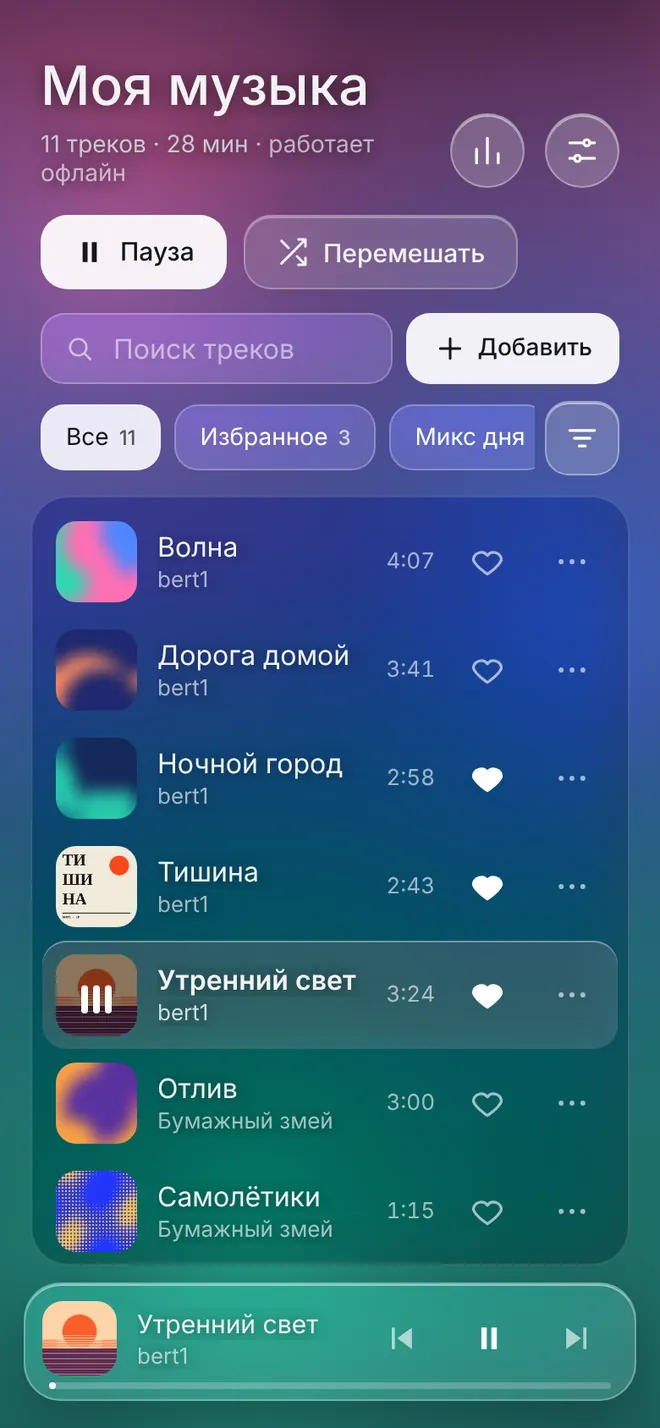 Моя музыка
11 треков · 28 мин · работает
офлайн
Пауза
Перемешать
Поиск треков
Добавить
Все 11
Избранное 3
Микс дня
Волна
4:07
bert1
Дорога домой
3:41
bert1
Ночной город
2:58
bert1
ТИ
ШИ
НА
Тишина
2:43
bert1
Утренний свет
3:24
bert1
Отлив
3:00
Бумажный змей
Самолётики
1:15
Бумажный змей
Утренний свет
bert1